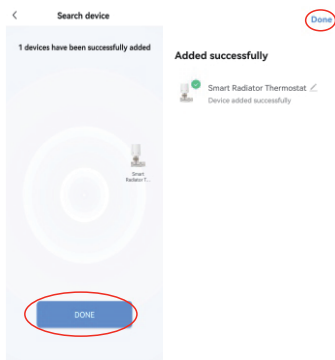 Search device
1 devices have been successfully added
Smart
Radiator T...
DONE
Done
Added successfully
Smart Radiator Thermostat
Device added successfully